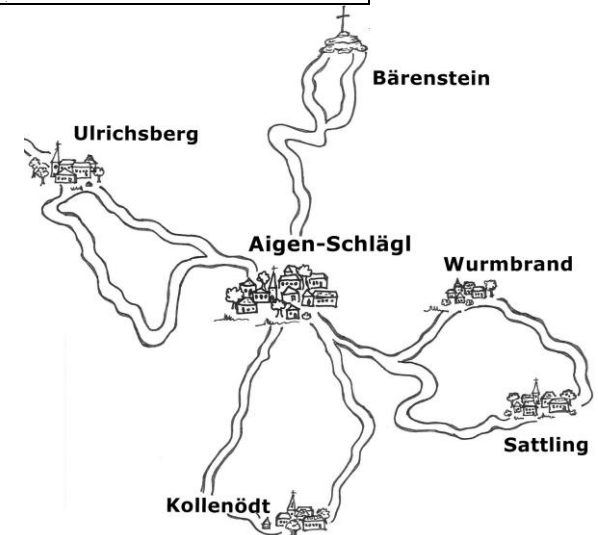 Bärenstein
Ulrichsberg
Aigen-Schlägl
Wurmbrand
Sattling
Kollenödt